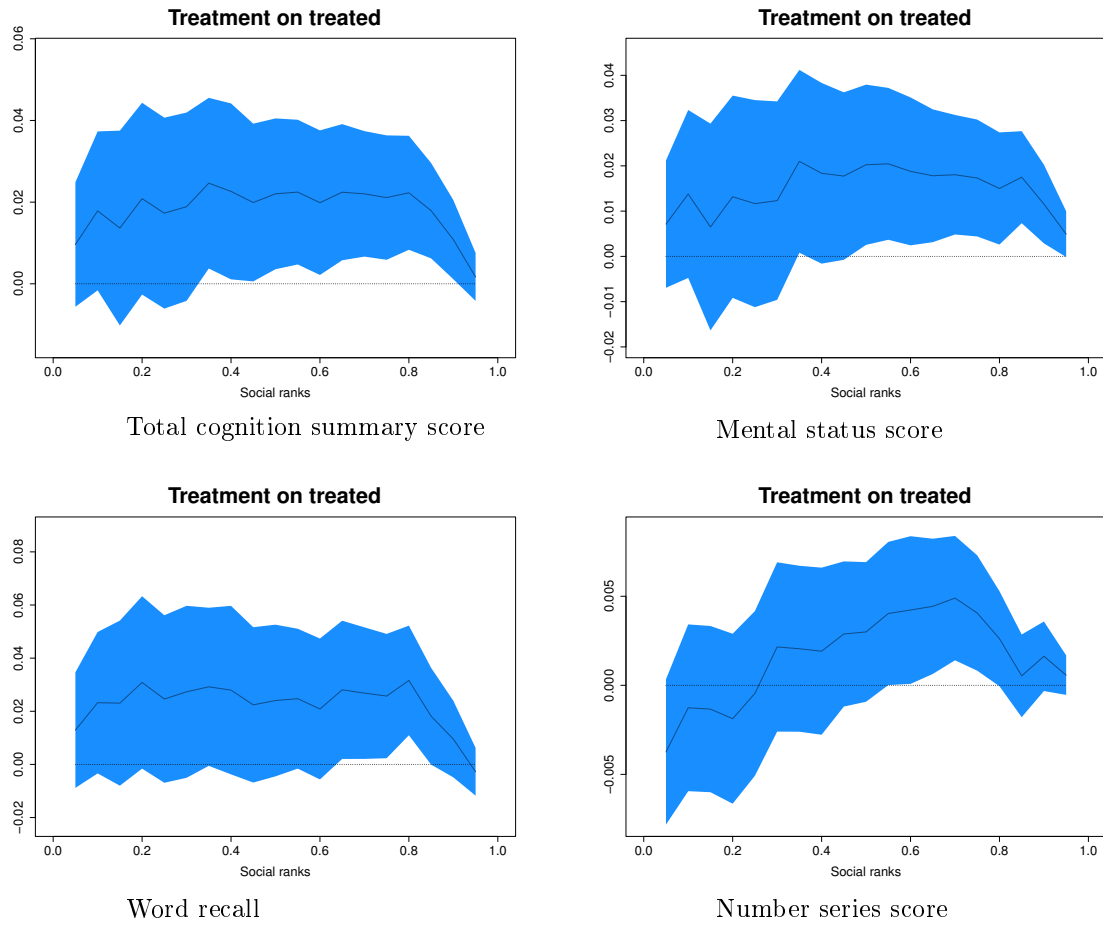 Treatment on treated
0.06
0.04
0.02
0.00
0.0 0.2 0.4 0.6 0.8 1.0
Social ranks
Total cognition summary score
Treatment on treated
0.04
0.03
0.02
0.01
0.00
−0.01
−0.02
0.0 0.2 0.4 0.6 0.8 1.0
Social ranks
Mental status score
Treatment on treated
0.08
0.06
0.04
0.02
0.00
−0.02
0.0 0.2 0.4 0.6 0.8 1.0
Social ranks
Word recall
Treatment on treated
0.005
0.000
−0.005
0.0 0.2 0.4 0.6 0.8 1.0
Social ranks
Number series score